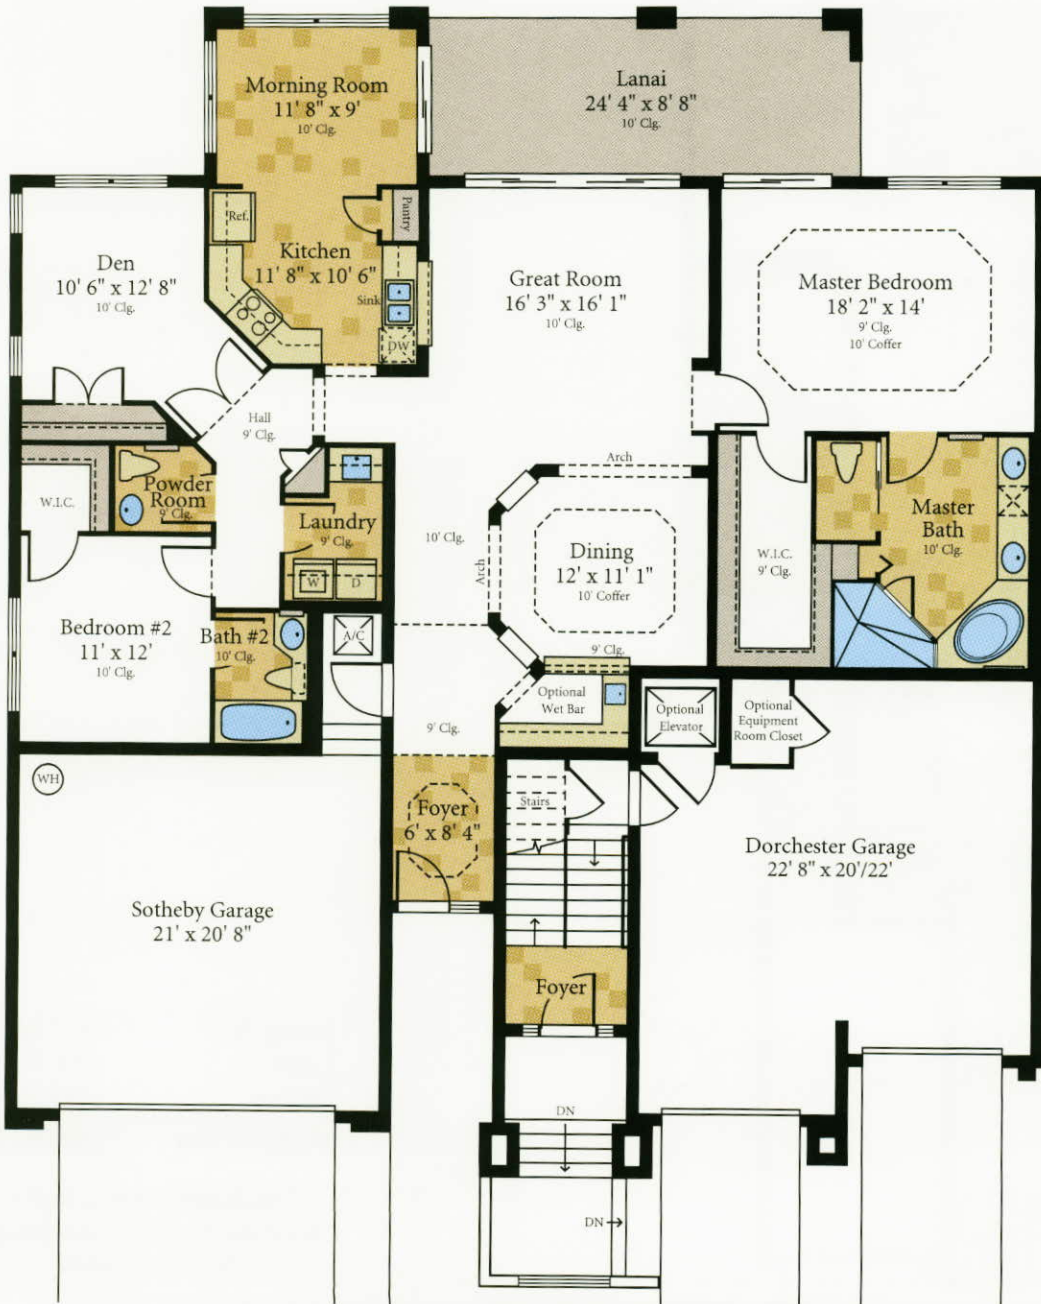 Morning Room
11' 8" x 9'
10' Clg.
Lanai
24' 4" x 8' 8"
10' Clg.
Ref.
Pantry
Kitchen
11' 8" x 10' 6"
Sink
DW
Den
10' 6" x 12' 8"
10' Clg.
Great Room
16' 3" x 16' 1"
10' Clg.
Master Bedroom
18' 2" x 14'
9' Clg.
10' Coffer
Hall
9' Clg.
Arch
W.I.C.
Powder
Room
9' Clg.
Laundry
9' Clg.
W
D
10' Clg.
Arch
Dining
12' x 11' 1"
10' Coffer
9' Clg.
W.I.C.
9' Clg.
Master
Bath
10' Clg.
Bedroom #2
11' x 12'
10' Clg.
Bath #2
10' Clg.
A/C
9' Clg.
Optional
Wet Bar
Optional
Elevator
Optional
Equipment
Room Closet
WH
Foyer
6' x 8' 4"
Stairs
Dorchester Garage
22' 8" x 20'/22'
Sotheby Garage
21' x 20' 8"
Foyer
DN
DN